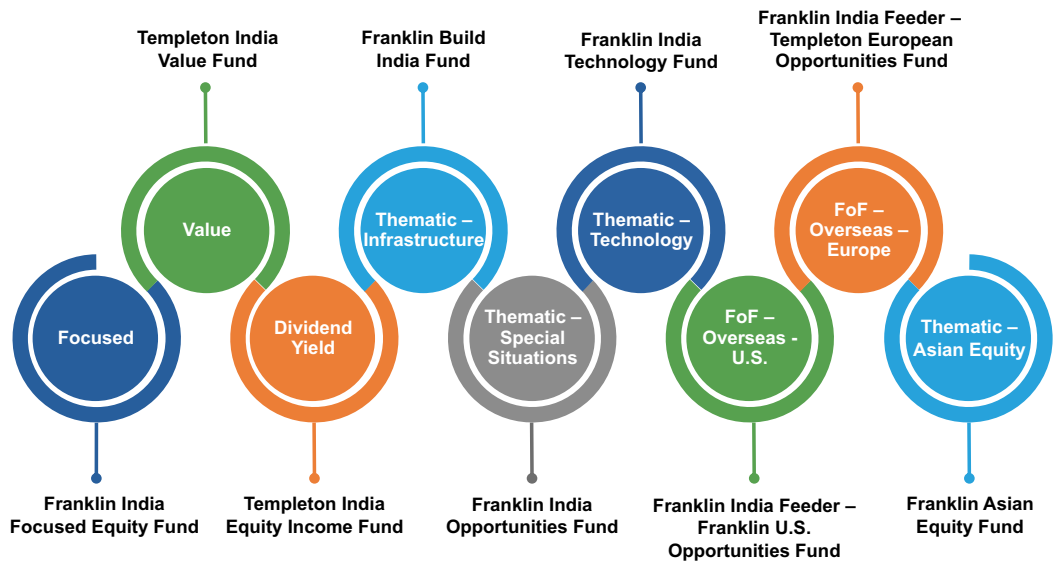 Templeton India
Value Fund
Franklin Build
India Fund
Franklin India
Technology Fund
Franklin India Feeder –
Templeton European
Opportunities Fund
Value
Thematic –
Infrastructure
Thematic –
Technology
FoF –
Overseas –
Europe
Focused
Dividend
Yield
Thematic –
Special
Situations
FoF –
Overseas -
U.S.
Thematic –
Asian Equity
Franklin India
Focused Equity Fund
Templeton India
Equity Income Fund
Franklin India
Opportunities Fund
Franklin India Feeder –
Franklin U.S.
Opportunities Fund
Franklin Asian
Equity Fund